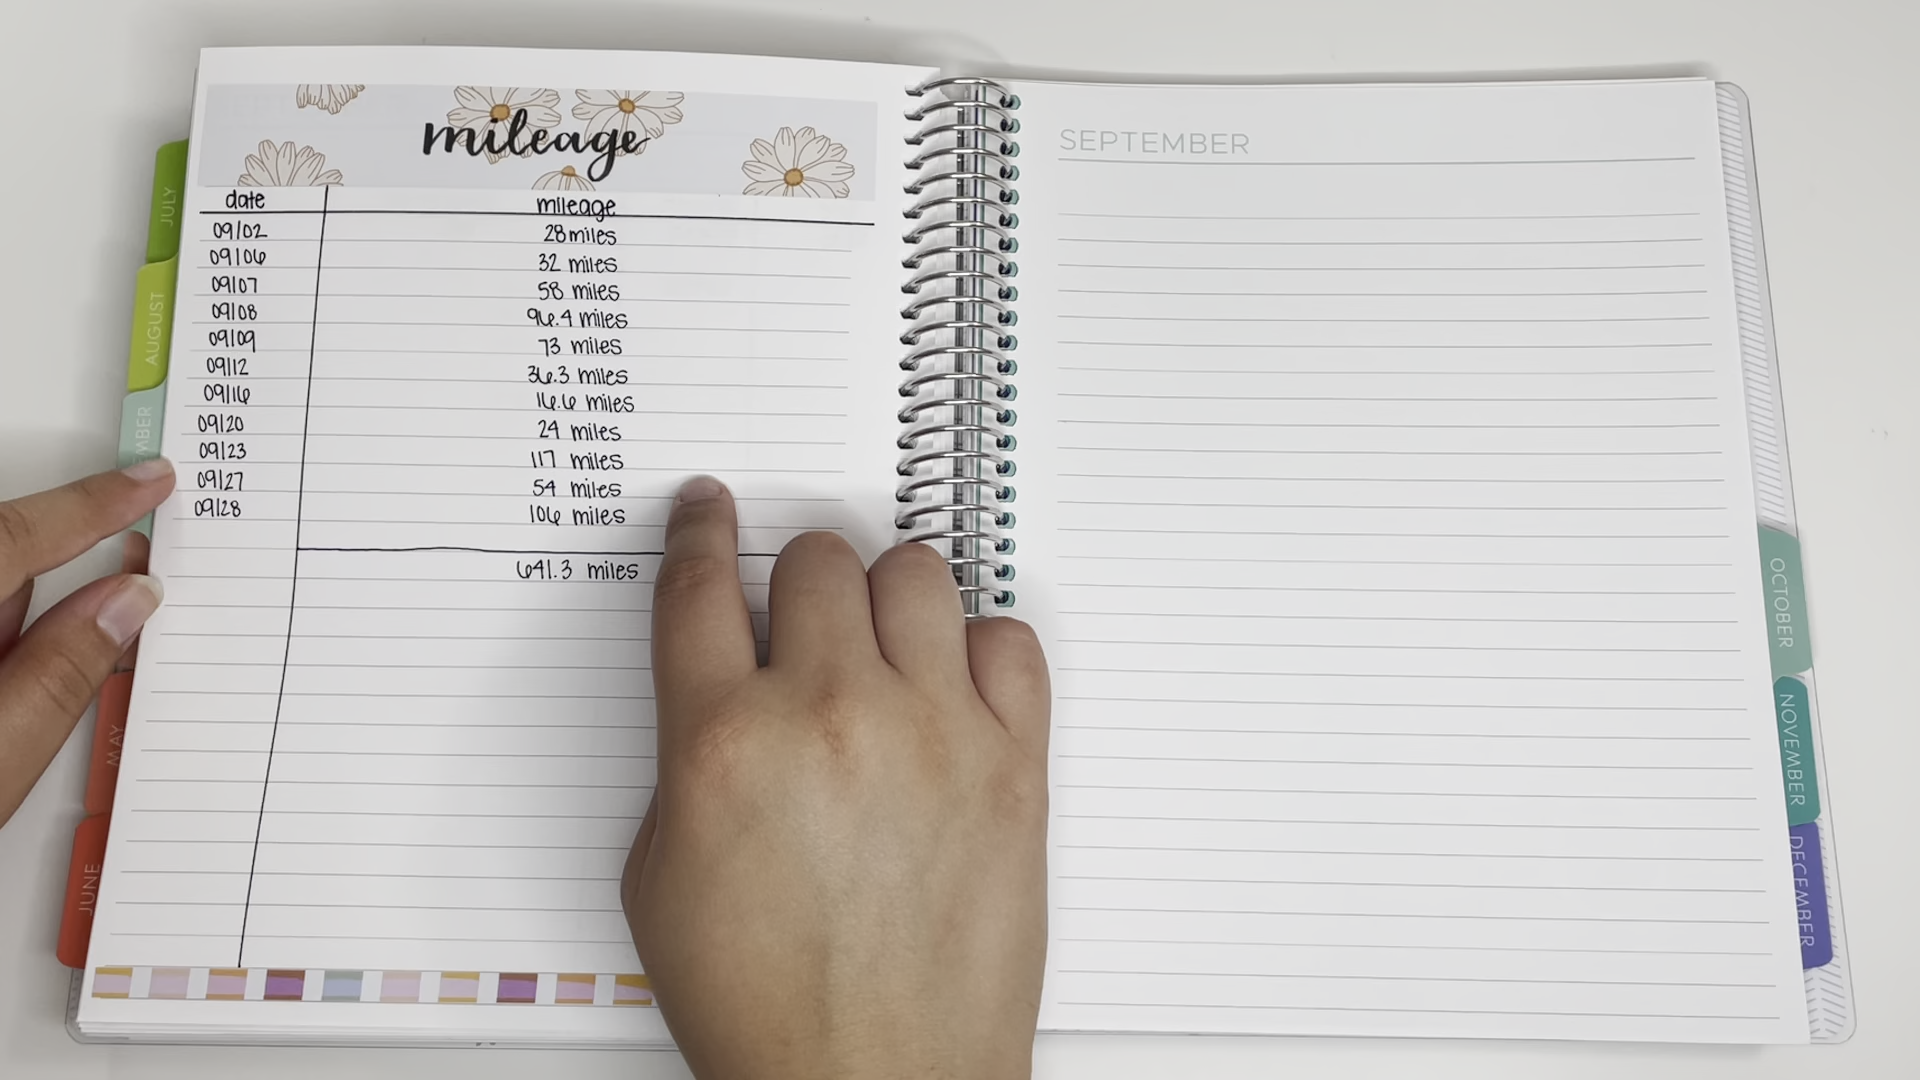 mileage
date mileage
09/02 28 miles
09/06 32 miles
09/07 58 miles
09/08 96.4 miles
09/09 73 miles
09/12 36.3 miles
09/16 16.6 miles
09/20 24 miles
09/23 117 miles
09/27 54 miles
09/28 106 miles
641.3 miles
JULY
AUGUST
MAY
JUNE
SEPTEMBER
OCTOBER
NOVEMBER
DECEMBER